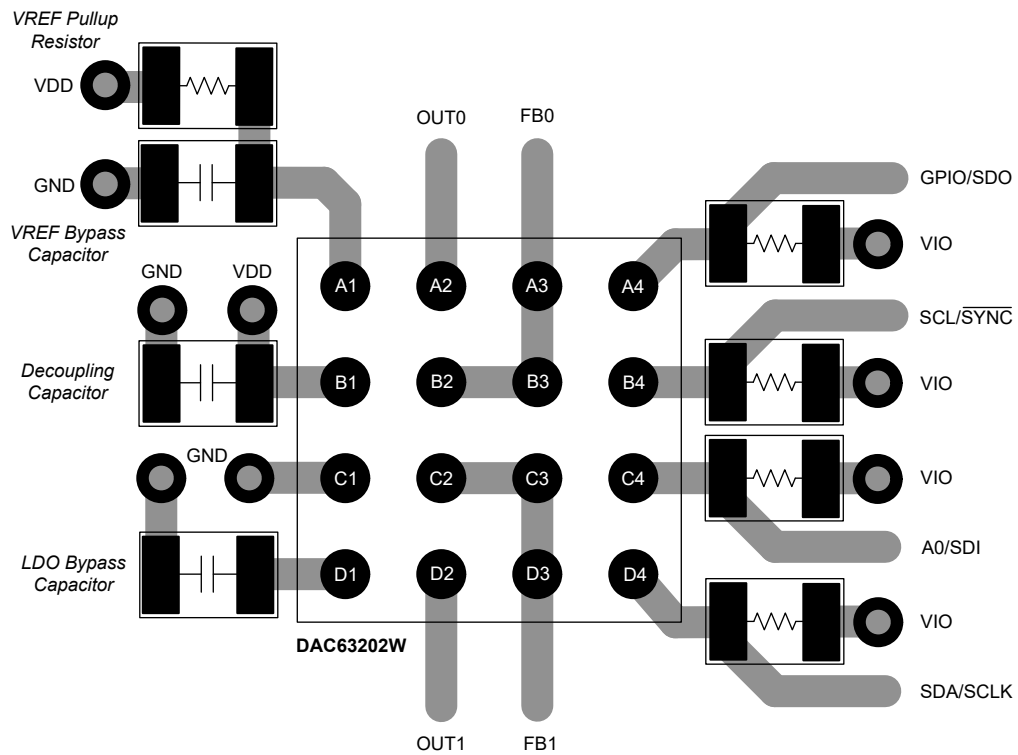 VREF Pullup
Resistor
VDD
OUT0
FB0
GND
GPIO/SDO
VREF Bypass
Capacitor
VIO
GND
VDD
A1
A2
A3
A4
SCL/S̅Y̅N̅C̅
Decoupling
Capacitor
B1
B2
B3
B4
VIO
GND
C1
C2
C3
C4
VIO
LDO Bypass
Capacitor
A0/SDI
D1
D2
D3
D4
VIO
DAC63202W
SDA/SCLK
OUT1
FB1